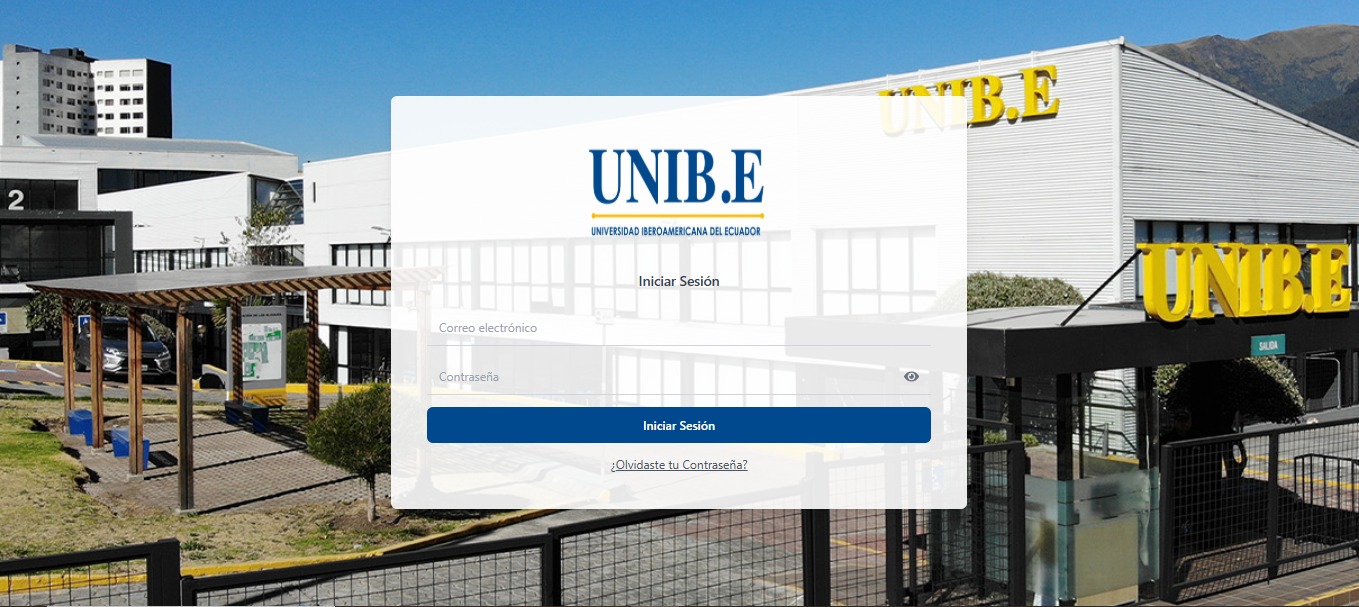 UNIB.E
UNIB.E
UNIVERSIDAD IBEROAMERICANA DEL ECUADOR
2
UNIB.E
Iniciar Sesión
Correo electrónico
SALIDA
Contraseña
Iniciar Sesión
¿Olvidaste tu Contraseña?